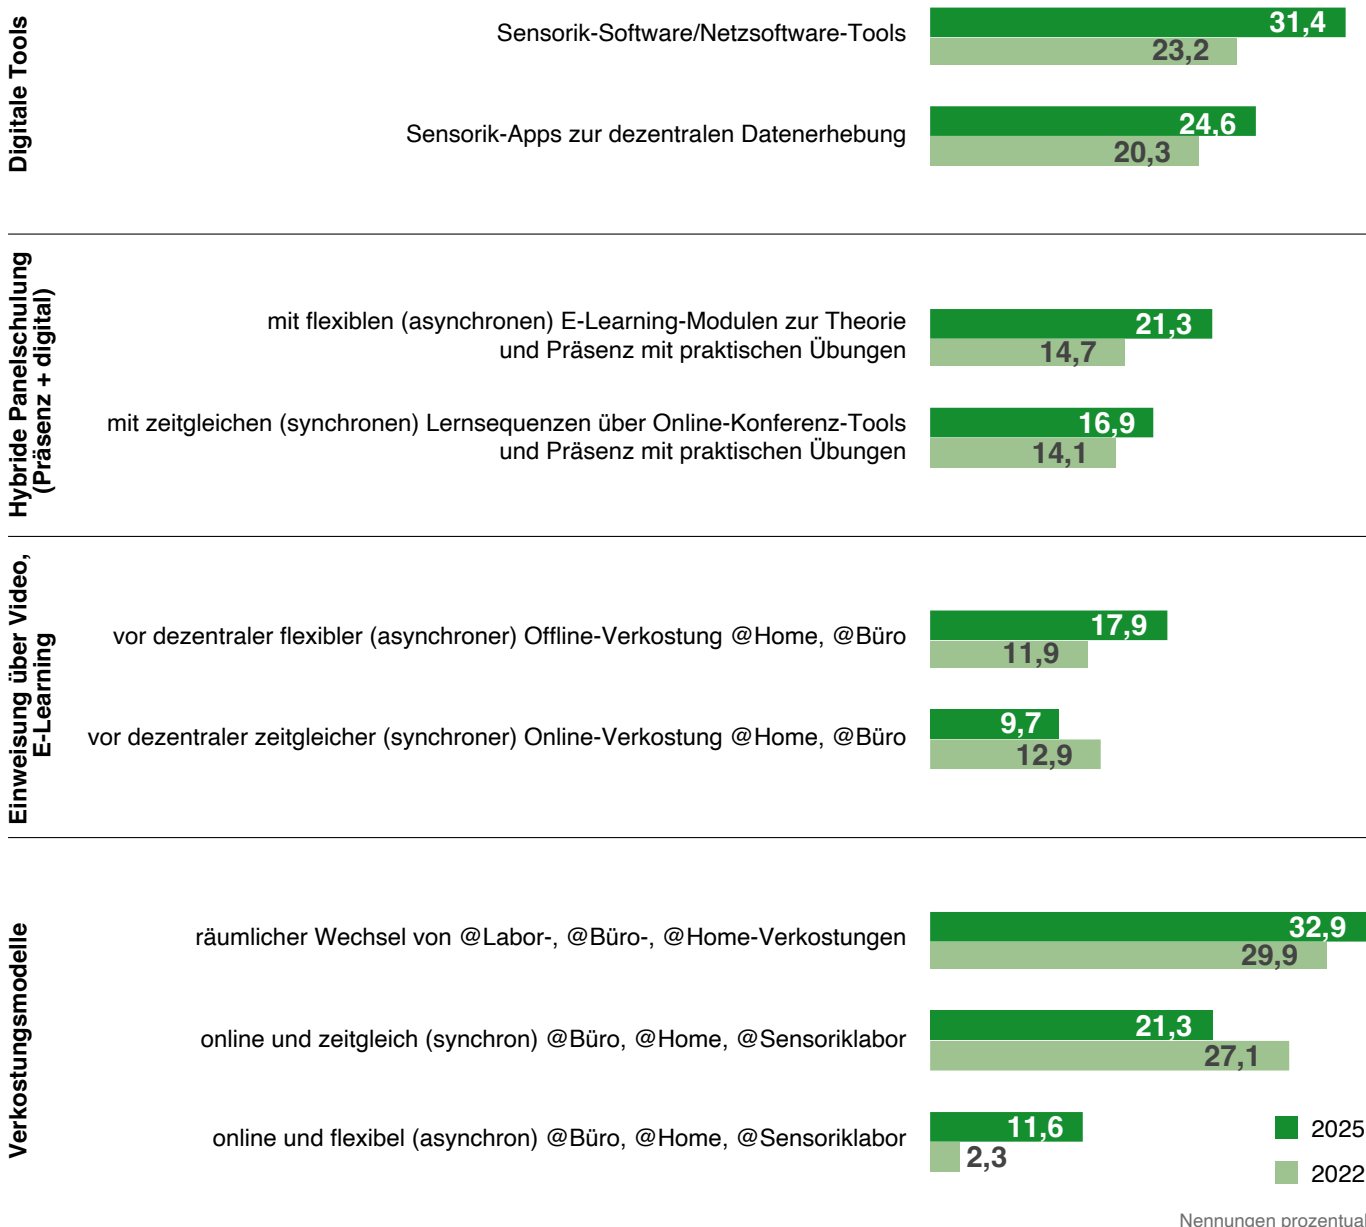 Digitale Tools
Sensorik-Software/Netzsoftware-Tools
31,4
23,2
Sensorik-Apps zur dezentralen Datenerhebung
24,6
20,3
Hybride Panelschulung
(Präsenz + digital)
mit flexiblen (asynchronen) E-Learning-Modulen zur Theorie
und Präsenz mit praktischen Übungen
21,3
14,7
mit zeitgleichen (synchronen) Lernsequenzen über Online-Konferenz-Tools
und Präsenz mit praktischen Übungen
16,9
14,1
Einweisung über Video,
E-Learning
vor dezentraler flexibler (asynchroner) Offline-Verkostung @Home, @Büro
17,9
11,9
vor dezentraler zeitgleicher (synchroner) Online-Verkostung @Home, @Büro
9,7
12,9
Verkostungsmodelle
räumlicher Wechsel von @Labor-, @Büro-, @Home-Verkostungen
32,9
29,9
online und zeitgleich (synchron) @Büro, @Home, @Sensoriklabor
21,3
27,1
online und flexibel (asynchron) @Büro, @Home, @Sensoriklabor
11,6
2,3
2025
2022
Nennungen prozentual